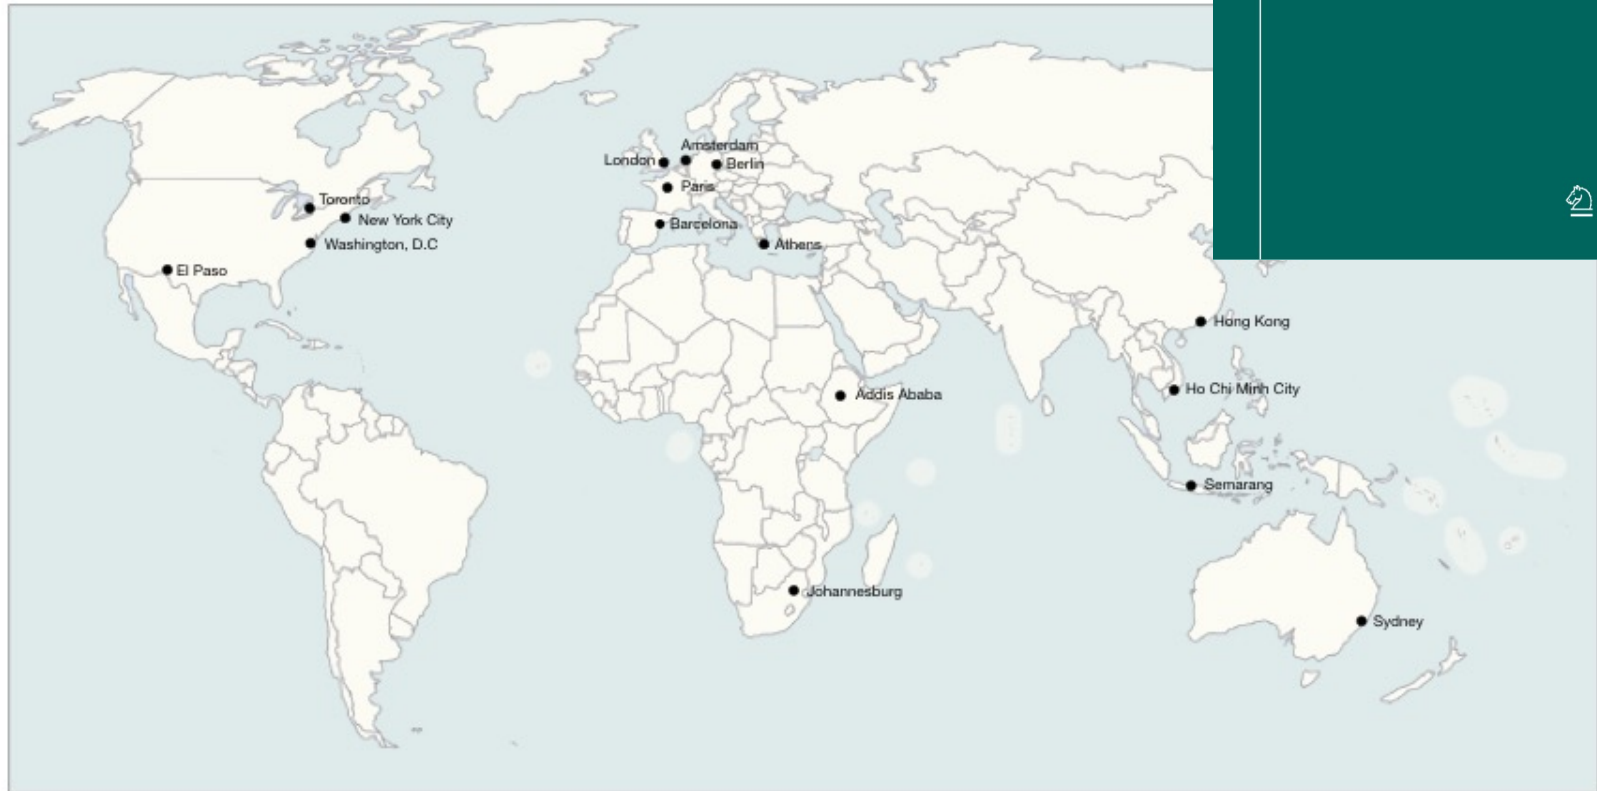 Amsterdam
London
Berlin
Paris
Toronto
New York City
Barcelona
Washington, D.C
Athens
El Paso
Hong Kong
Ho Chi Minh City
Addis Ababa
Semarang
Johannesburg
Sydney